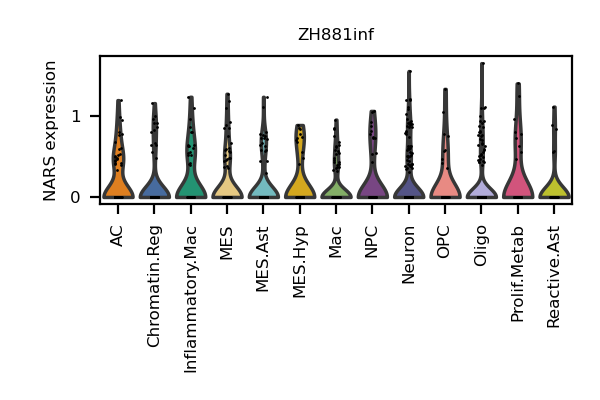 ZH881inf
NARS expression
1
0
AC
Chromatin.Reg
Inflammatory.Mac
MES
MES.Ast
MES.Hyp
Mac
NPC
Neuron
OPC
Oligo
Prolif.Metab
Reactive.Ast